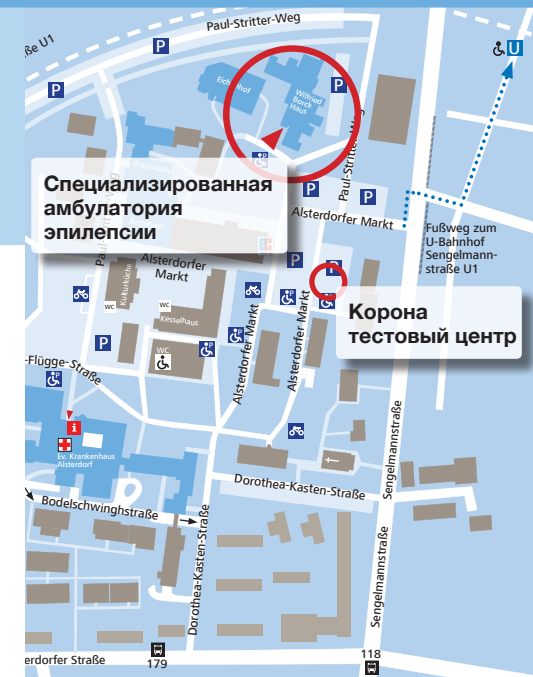 Paul-Stritter-Weg
ße U1
P
U
P
P
Eichenhof
Wilfried
Borck
Haus
P
Paul-Stritter-Weg
P
Специализированная
амбулатория
эпилепсии
P
P
Alsterdorfer Markt
Fußweg zum
U-Bahnhof
Sengelmann-
straße U1
Alsterdorfer
Markt
P
P
Kulturküche
WC
WC
Kesselhaus
P
P
P
Корона
тестовый центр
P
P
WC
Alsterdorfer Markt
Alsterdorfer Markt
-Flügge-Straße
P
Sengelmannstraße
i
Ev. Krankenhaus
Alsterdorf
Dorothea-Kasten-Straße
Bodelschwinghstraße
Dorothea-Kasten-Straße
Sengelmannstraße
erdorfer Straße
179
118